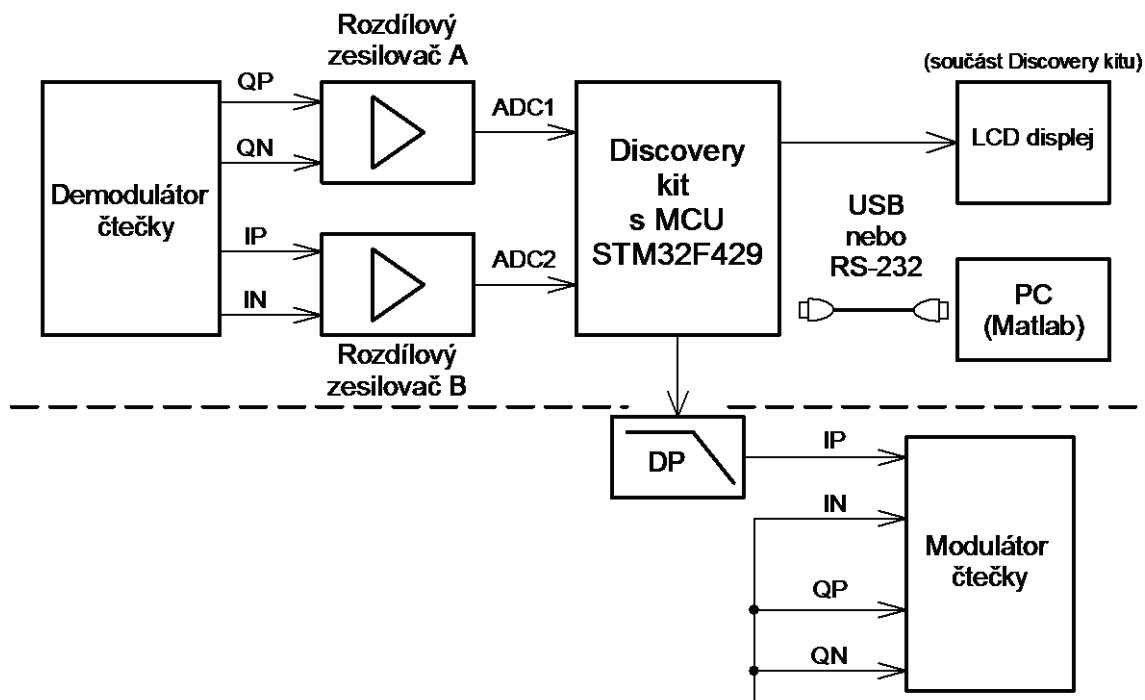 Rozdílový
zesilovač A
(součást Discovery kitu)
QP
QN
ADC1
Demodulátor
čtečky
IP
IN
ADC2
Rozdílový
zesilovač B
Discovery
kit
s MCU
STM32F429
LCD displej
USB
nebo
RS-232
PC
(Matlab)
DP
IP
IN
QP
QN
Modulátor
čtečky